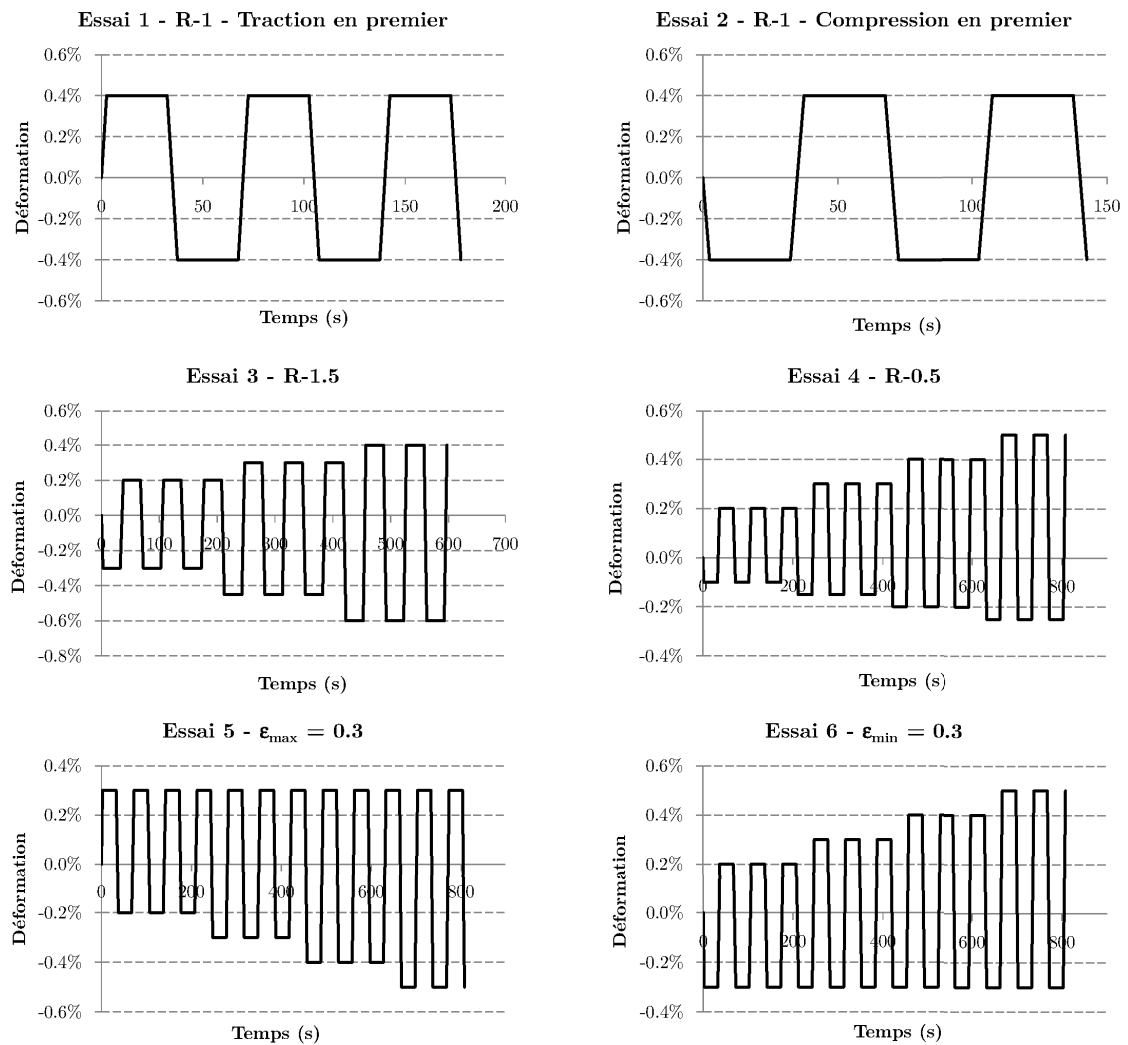 Essai 1 - R-1 - Traction en premier
0.6%
0.4%
0.2%
0.0%
-0.2%
-0.4%
-0.6%
0 50 100 150 200
Déformation
Temps (s)
Essai 2 - R-1 - Compression en premier
0.6%
0.4%
0.2%
0.0%
-0.2%
-0.4%
-0.6%
0 50 100 150
Déformation
Temps (s)
Essai 3 - R-1.5
0.6%
0.4%
0.2%
0.0%
-0.2%
-0.4%
-0.6%
-0.8%
0 100 200 300 400 500 600 700
Déformation
Temps (s)
Essai 4 - R-0.5
0.6%
0.4%
0.2%
0.0%
-0.2%
-0.4%
0 200 400 600 800
Déformation
Temps (s)
Essai 5 - εmax = 0.3
0.4%
0.2%
0.0%
-0.2%
-0.4%
-0.6%
0 200 400 600 800
Déformation
Temps (s)
Essai 6 - εmin = 0.3
0.6%
0.4%
0.2%
0.0%
-0.2%
-0.4%
0 200 400 600 800
Déformation
Temps (s)